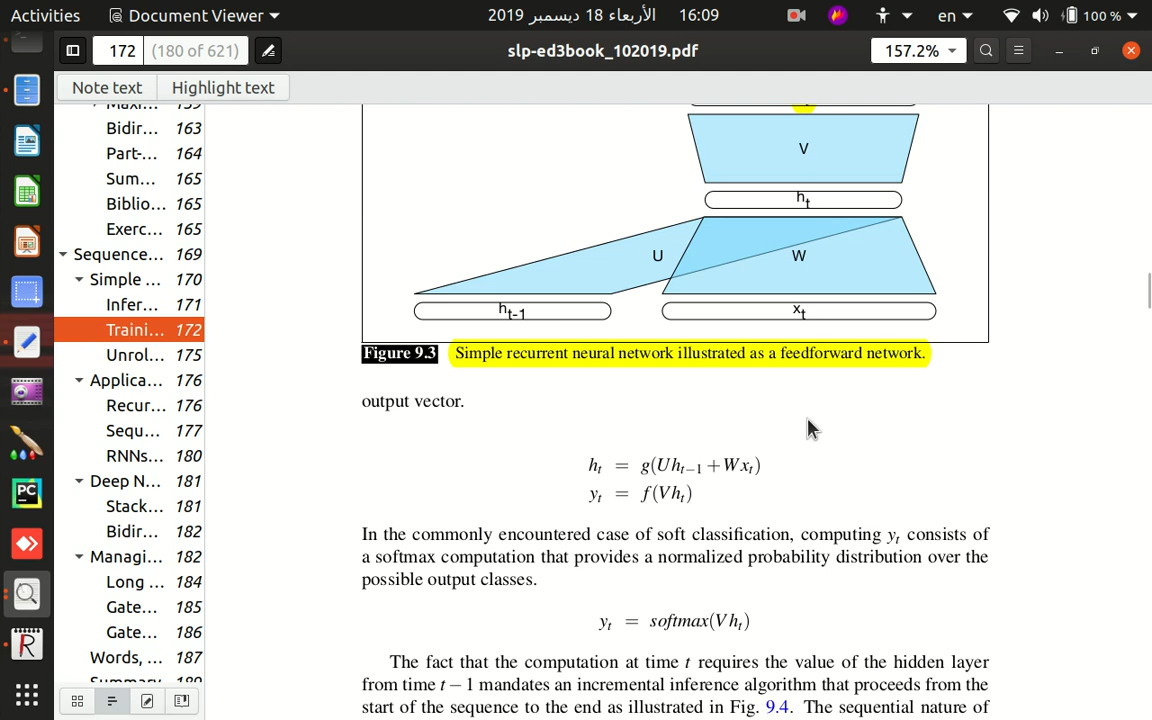 Activities
Document Viewer
الأربعاء 18 ديسمبر 2019
16:09
en
100 %
172
(180 of 621)
slp-ed3book_102019.pdf
157.2%
Note text
Highlight text
Maxi... 159
Bidir... 163
Part-... 164
Sum... 165
Biblio... 165
Exerc... 165
Sequence... 169
Simple ... 170
Infer... 171
Traini... 172
Unrol... 175
Applica... 176
Recur... 176
Sequ... 177
RNNs... 180
Deep N... 181
Stack... 181
Bidir... 182
Managi... 182
Long ... 184
Gate... 185
Gate... 186
Words, ... 187
Summary 189
V
h_t
U
W
h_{t-1}
x_t
Figure 9.3 Simple recurrent neural network illustrated as a feedforward network.
output vector.
h_t = g(Uh_{t−1} + Wx_t)
y_t = f(Vh_t)
In the commonly encountered case of soft classification, computing y_t consists of
a softmax computation that provides a normalized probability distribution over the
possible output classes.
y_t = softmax(Vh_t)
The fact that the computation at time t requires the value of the hidden layer
from time t − 1 mandates an incremental inference algorithm that proceeds from the
start of the sequence to the end as illustrated in Fig. 9.4. The sequential nature of